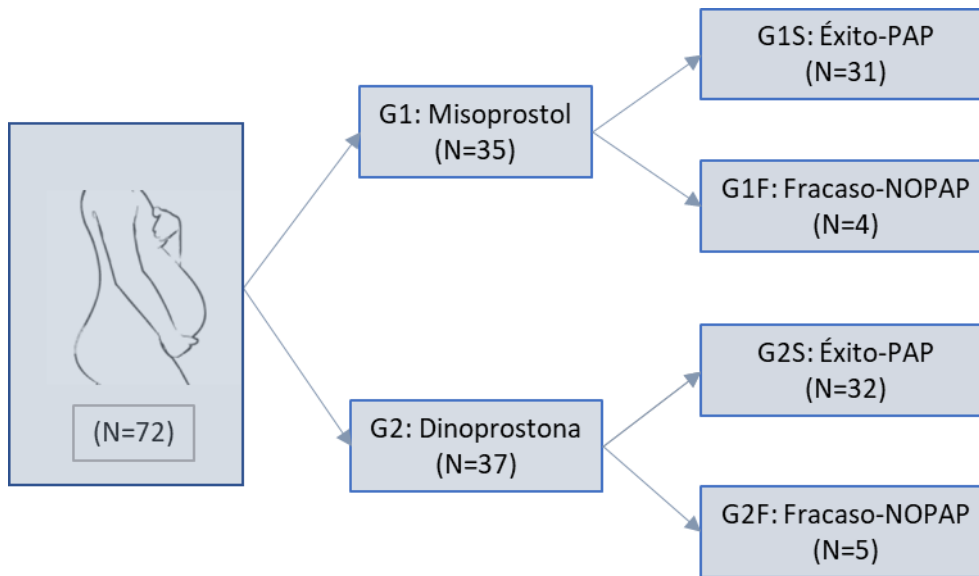 (N=72)
G1: Misoprostol
(N=35)
G2: Dinoprostona
(N=37)
G1S: Éxito-PAP
(N=31)
G1F: Fracaso-NOPAP
(N=4)
G2S: Éxito-PAP
(N=32)
G2F: Fracaso-NOPAP
(N=5)